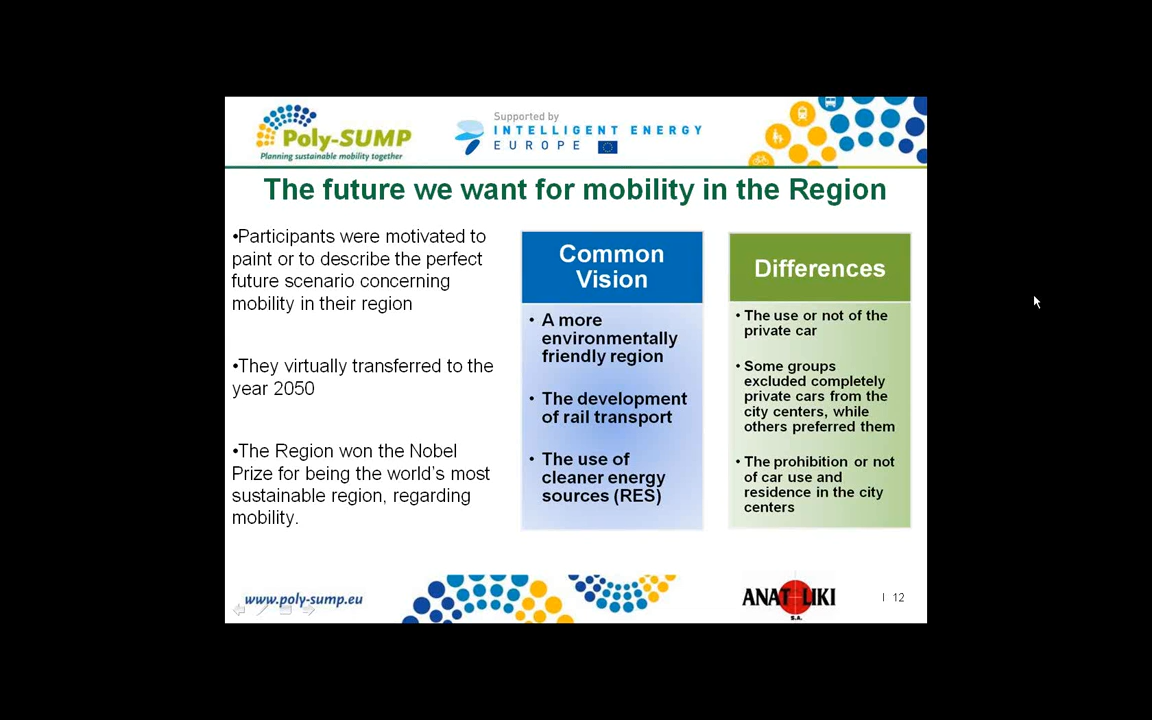 Poly-SUMP
Planning sustainable mobility together
Supported by
INTELLIGENT ENERGY
EUROPE
The future we want for mobility in the Region
•Participants were motivated to
paint or to describe the perfect
future scenario concerning
mobility in their region
•They virtually transferred to the
year 2050
•The Region won the Nobel
Prize for being the world's most
sustainable region, regarding
mobility.
Common
Vision
• A more
environmentally
friendly region
• The development
of rail transport
• The use of
cleaner energy
sources (RES)
Differences
• The use or not of the
private car
• Some groups
excluded completely
private cars from the
city centers, while
others preferred them
• The prohibition or not
of car use and
residence in the city
centers
www.poly-sump.eu
ANATOLIKI
S.A.
| 12